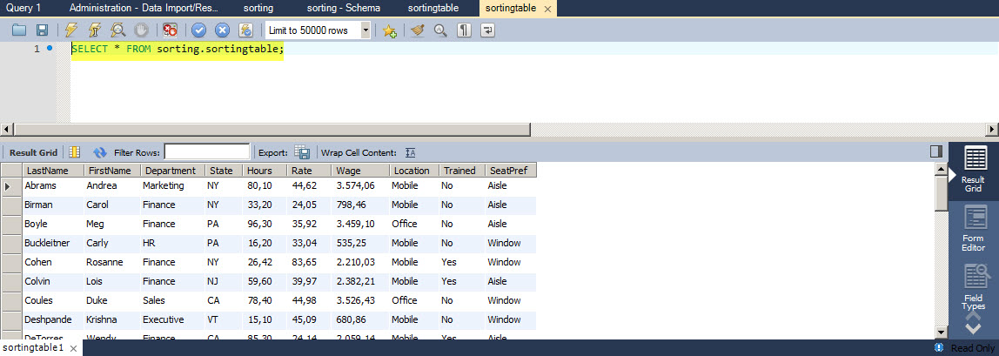 Query 1 Administration - Data Import/Res... sorting sorting - Schema sortingtable sortingtable ×
Limit to 50000 rows
1 SELECT * FROM sorting.sortingtable;
Result Grid Filter Rows: Export: Wrap Cell Content:
LastName FirstName Department State Hours Rate Wage Location Trained SeatPref
Abrams Andrea Marketing NY 80,10 44,62 3.574,06 Mobile No Aisle
Birman Carol Finance NY 33,20 24,05 798,46 Mobile No Aisle
Boyle Meg Finance PA 96,30 35,92 3.459,10 Office No Aisle
Buckleitner Carly HR PA 16,20 33,04 535,25 Mobile No Window
Cohen Rosanne Finance NY 26,42 83,65 2.210,03 Mobile Yes Window
Colvin Lois Finance NJ 59,60 39,97 2.382,21 Mobile Yes Aisle
Coules Duke Sales CA 78,40 44,98 3.526,43 Office No Window
Deshpande Krishna Executive VT 15,10 45,09 680,86 Mobile No Window
DeTorres Wendy Finance CA 85,30 24,14 2.059,14 Mobile Yes Aisle
Result
Grid
Form
Editor
Field
Types
sortingtable1 ×
Read Only